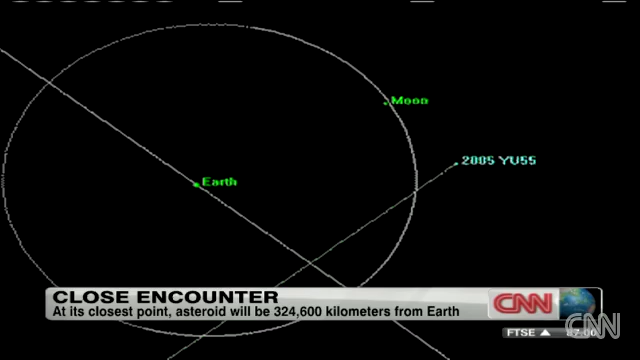 Moon
2005 YU55
Earth
CLOSE ENCOUNTER
At its closest point, asteroid will be 324,600 kilometers from Earth
CNN
FTSE ▲
CNN